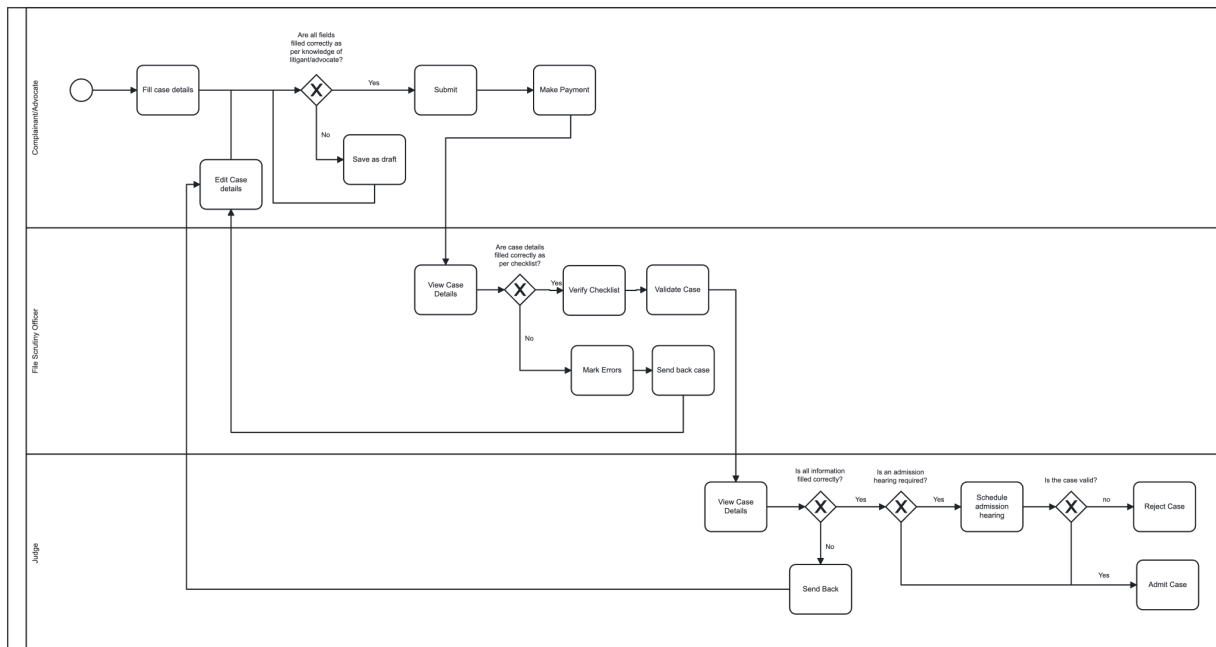 Complainant/Advocate
Fill case details
Are all fields
filled correctly as
per knowledge of
litigant/advocate?
Yes
Submit
Make Payment
No
Save as draft
Edit Case
details
File Scrutiny Officer
View Case
Details
Are case details
filled correctly as
per checklist?
Yes
Verify Checklist
Validate Case
No
Mark Errors
Send back case
Judge
View Case
Details
Is all information
filled correctly?
Yes
Is an admission
hearing required?
Yes
Schedule
admission
hearing
Is the case valid?
no
Reject Case
No
Send Back
Yes
Admit Case